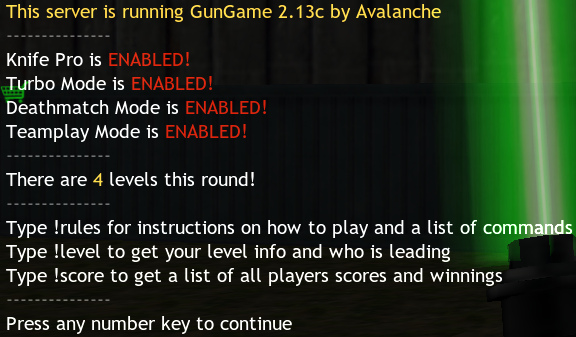 This server is running GunGame 2.13c by Avalanche
---------------
Knife Pro is ENABLED!
Turbo Mode is ENABLED!
Deathmatch Mode is ENABLED!
Teamplay Mode is ENABLED!
---------------
There are 4 levels this round!
---------------
Type !rules for instructions on how to play and a list of commands
Type !level to get your level info and who is leading
Type !score to get a list of all players scores and winnings
---------------
Press any number key to continue